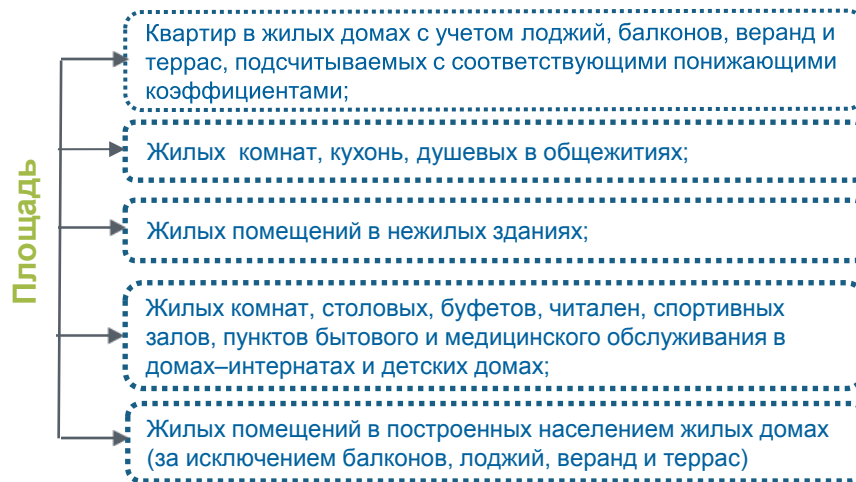 Площадь
Квартир в жилых домах с учетом лоджий, балконов, веранд и
террас, подсчитываемых с соответствующими понижающими
коэффициентами;
Жилых комнат, кухонь, душевых в общежитиях;
Жилых помещений в нежилых зданиях;
Жилых комнат, столовых, буфетов, читален, спортивных
залов, пунктов бытового и медицинского обслуживания в
домах–интернатах и детских домах;
Жилых помещений в построенных населением жилых домах
(за исключением балконов, лоджий, веранд и террас)